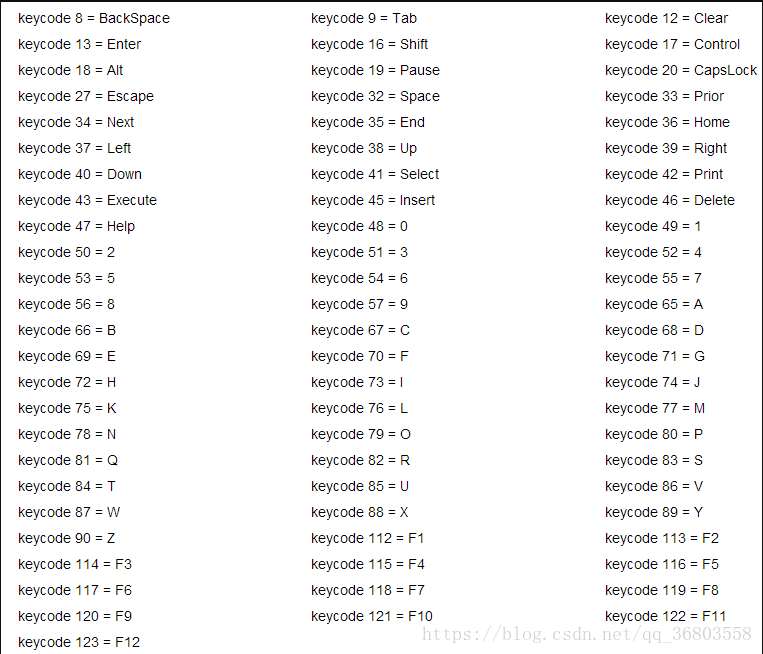 keycode 8 = BackSpace keycode 9 = Tab keycode 12 = Clear
keycode 13 = Enter keycode 16 = Shift keycode 17 = Control
keycode 18 = Alt keycode 19 = Pause keycode 20 = CapsLock
keycode 27 = Escape keycode 32 = Space keycode 33 = Prior
keycode 34 = Next keycode 35 = End keycode 36 = Home
keycode 37 = Left keycode 38 = Up keycode 39 = Right
keycode 40 = Down keycode 41 = Select keycode 42 = Print
keycode 43 = Execute keycode 45 = Insert keycode 46 = Delete
keycode 47 = Help keycode 48 = 0 keycode 49 = 1
keycode 50 = 2 keycode 51 = 3 keycode 52 = 4
keycode 53 = 5 keycode 54 = 6 keycode 55 = 7
keycode 56 = 8 keycode 57 = 9 keycode 65 = A
keycode 66 = B keycode 67 = C keycode 68 = D
keycode 69 = E keycode 70 = F keycode 71 = G
keycode 72 = H keycode 73 = I keycode 74 = J
keycode 75 = K keycode 76 = L keycode 77 = M
keycode 78 = N keycode 79 = O keycode 80 = P
keycode 81 = Q keycode 82 = R keycode 83 = S
keycode 84 = T keycode 85 = U keycode 86 = V
keycode 87 = W keycode 88 = X keycode 89 = Y
keycode 90 = Z keycode 112 = F1 keycode 113 = F2
keycode 114 = F3 keycode 115 = F4 keycode 116 = F5
keycode 117 = F6 keycode 118 = F7 keycode 119 = F8
keycode 120 = F9 keycode 121 = F10 keycode 122 = F11
https://blog.csdn.net/qq_36803558
keycode 123 = F12